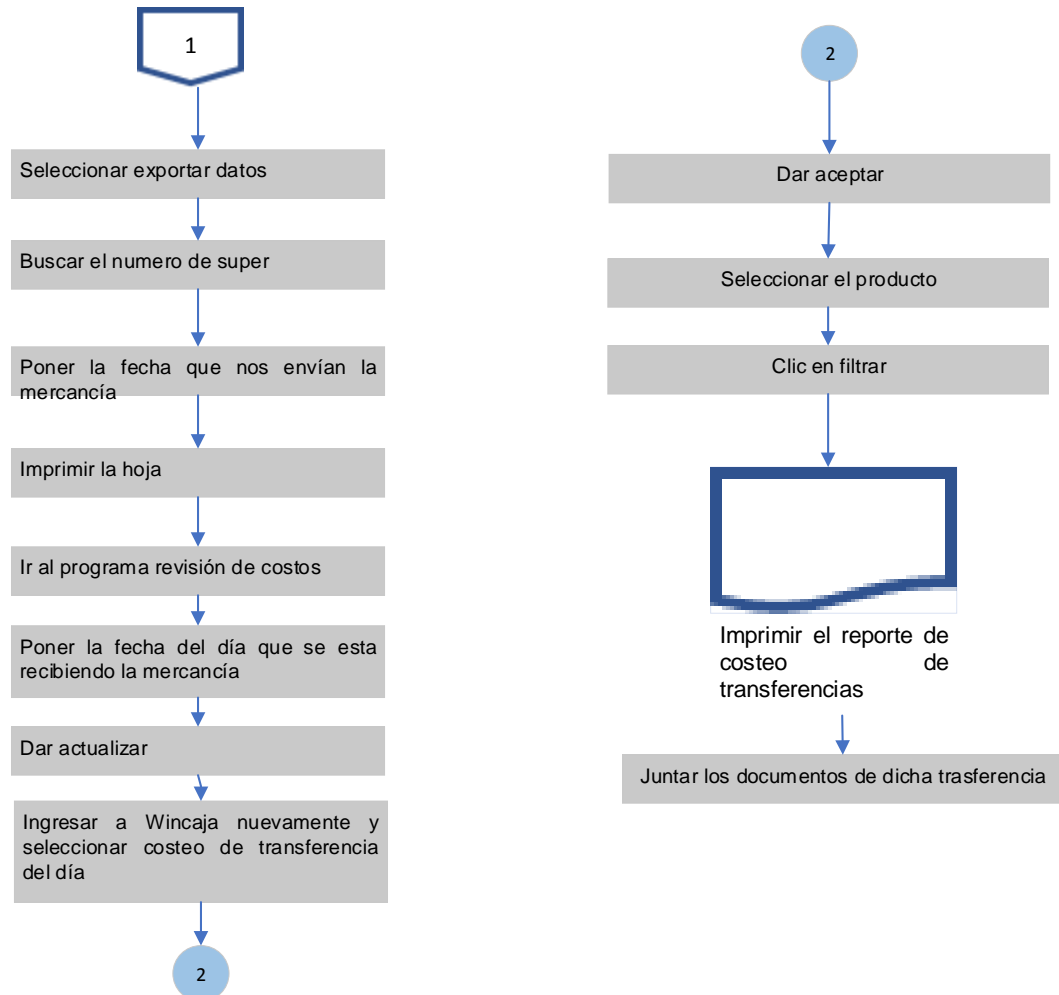 1
Seleccionar exportar datos
Buscar el numero de super
Poner la fecha que nos envían la
mercancía
Imprimir la hoja
Ir al programa revisión de costos
Poner la fecha del día que se esta
recibiendo la mercancía
Dar actualizar
Ingresar a Wincaja nuevamente y
seleccionar costeo de transferencia
del día
2
2
Dar aceptar
Seleccionar el producto
Clic en filtrar
Imprimir el reporte de
costeo de
transferencias
Juntar los documentos de dicha trasferencia